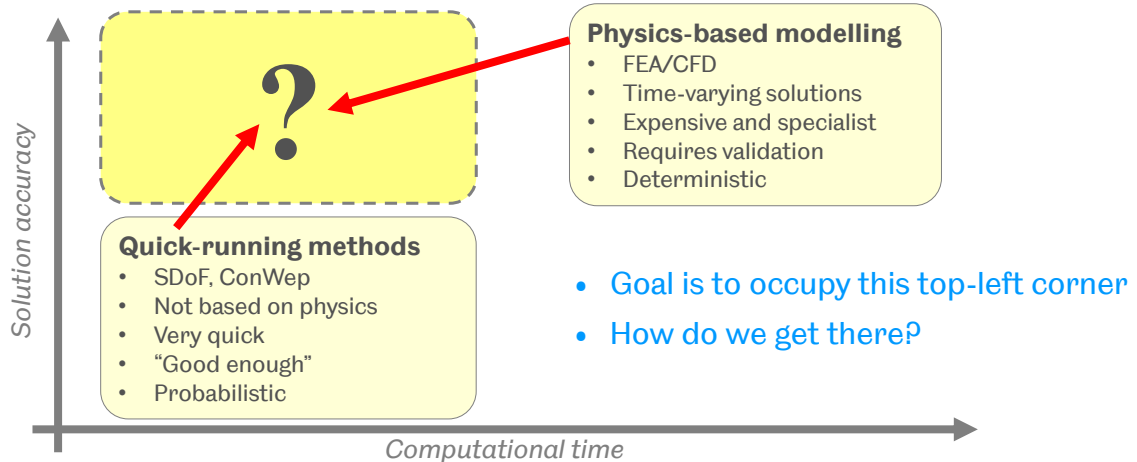 Solution accuracy
?
Physics-based modelling
• FEA/CFD
• Time-varying solutions
• Expensive and specialist
• Requires validation
• Deterministic
Quick-running methods
• SDoF, ConWep
• Not based on physics
• Very quick
• “Good enough”
• Probabilistic
• Goal is to occupy this top-left corner
• How do we get there?
Computational time